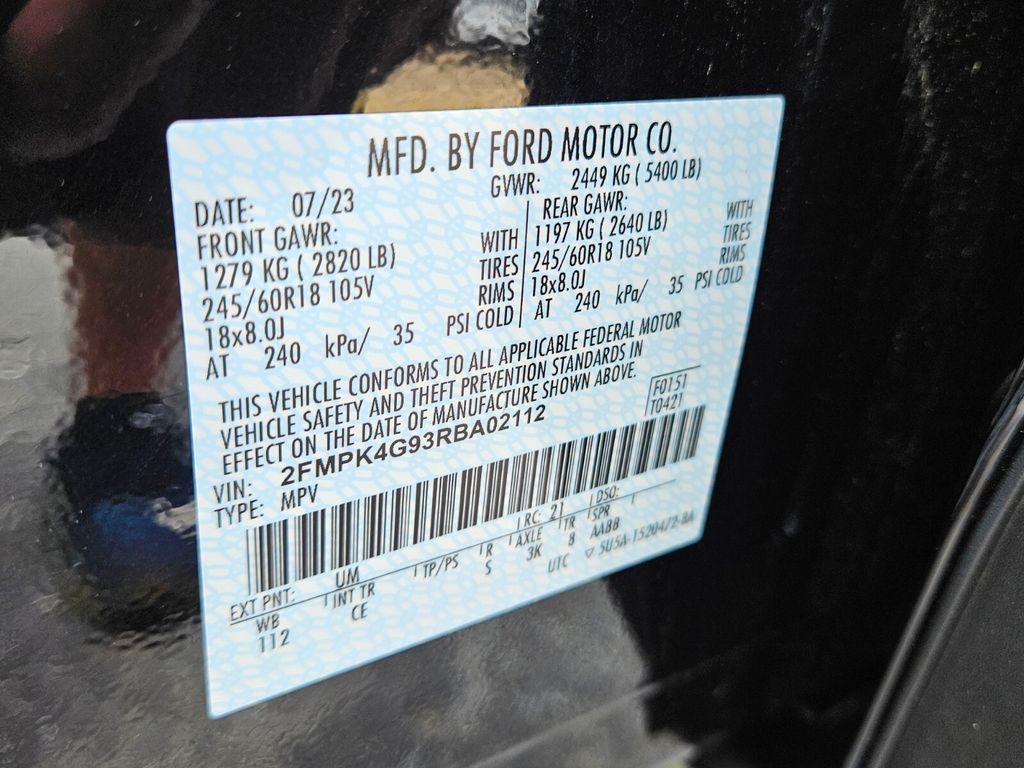 MFD. BY FORD MOTOR CO.
DATE: 07/23
GVWR: 2449 KG ( 5400 LB)
FRONT GAWR:
1279 KG ( 2820 LB) WITH
245/60R18 105V TIRES
18x8.0J RIMS
AT 240 kPa/ 35 PSI COLD
REAR GAWR:
1197 KG ( 2640 LB) WITH
245/60R18 105V TIRES
18x8.0J RIMS
AT 240 kPa/ 35 PSI COLD
THIS VEHICLE CONFORMS TO ALL APPLICABLE FEDERAL MOTOR
VEHICLE SAFETY AND THEFT PREVENTION STANDARDS IN
EFFECT ON THE DATE OF MANUFACTURE SHOWN ABOVE.
F0151
T0421
VIN: 2FMPK4G93RBA02112
TYPE: MPV
EXT PNT: UM RC: 21 DSO:
WB INT TR TP/PS R AXLE TR SPR
112 CE S 3K 8 AABB
UTC